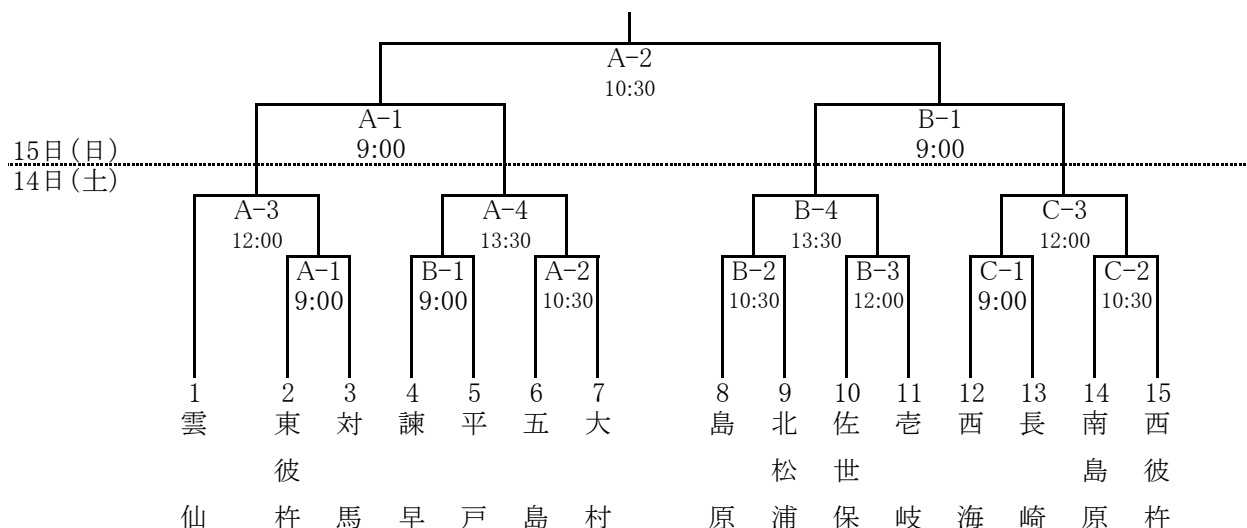 A-2
10:30
A-1
B-1
9:00
9:00
15日(日)
14日(土)
A-3
A-4
B-4
C-3
12:00
13:30
13:30
12:00
A-1
B-1
A-2
B-2
B-3
C-1
C-2
9:00
9:00
10:30
10:30
12:00
9:00
10:30
1
2
3
4
5
6
7
8
9
10
11
12
13
14
15
雲仙
東彼杵
対馬
諫早
平戸
五島
大村
島原
北松浦
佐世保
壱岐
西海
長崎
南島原
西彼杵